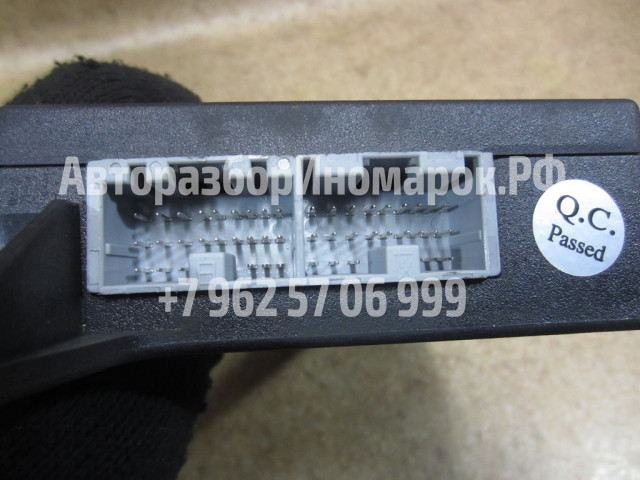 Авторазбор/Иномарок.РФ
Q.C.
Passed
+7 962 57 06 999